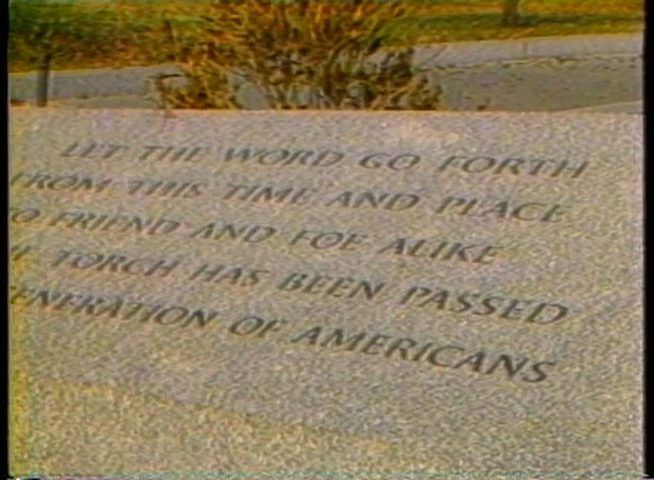 LET THE WORD GO FORTH
FROM THIS TIME AND PLACE
TO FRIEND AND FOE ALIKE
TORCH HAS BEEN PASSED
ENERATION OF AMERICANS